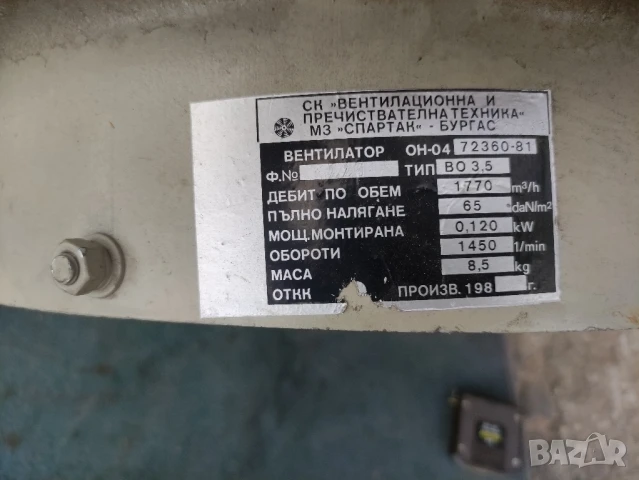 СК »ВЕНТИЛАЦИОННА И
ПРЕЧИСТВАТЕЛНА ТЕХНИКА«
МЗ »СПАРТАК« - БУРГАС
ВЕНТИЛАТОР ОН-04 72360-81
Ф.№ ТИП ВО 3,5
ДЕБИТ ПО ОБЕМ 1770 m³/h
ПЪЛНО НАЛЯГАНЕ 65 daN/m²
МОЩ.МОНТИРАНА 0,120 kW
ОБОРОТИ 1450 1/min
МАСА 8,5 kg
ОТКК ПРОИЗВ. 198 г.
BAZAR